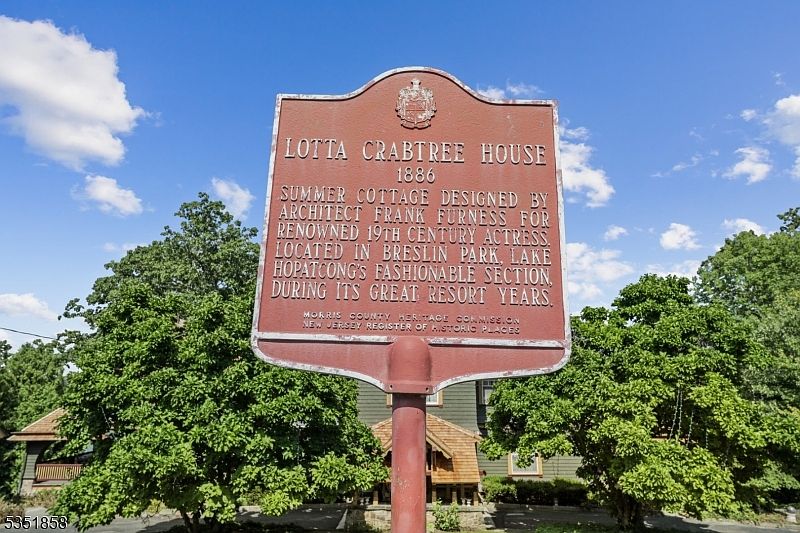 LOTTA CRABTREE HOUSE
1886
SUMMER COTTAGE DESIGNED BY
ARCHITECT FRANK FURNESS FOR
RENOWNED 19TH CENTURY ACTRESS.
LOCATED IN BRESLIN PARK, LAKE
HOPATCONG'S FASHIONABLE SECTION,
DURING ITS GREAT RESORT YEARS.
MORRIS COUNTY HERITAGE COMMISSION
NEW JERSEY REGISTER OF HISTORIC PLACES
5351858